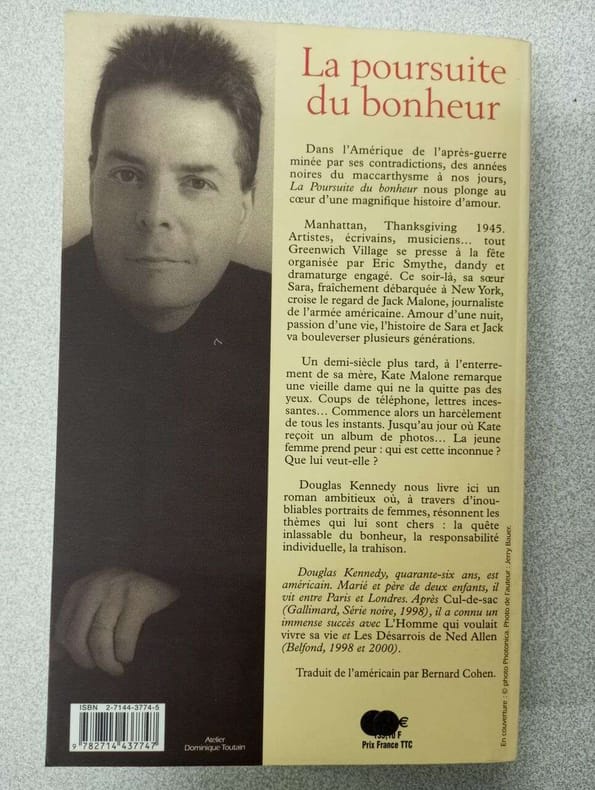 La poursuite
du bonheur
Dans l'Amérique de l'après-guerre
minée par ses contradictions, des années
noires du maccarthysme à nos jours,
La Poursuite du bonheur nous plonge au
cœur d'une magnifique histoire d'amour.
Manhattan, Thanksgiving 1945.
Artistes, écrivains, musiciens... tout
Greenwich Village se presse à la fête
organisée par Eric Smythe, dandy et
dramaturge engagé. Ce soir-là, sa sœur
Sara, fraîchement débarquée à New York,
croise le regard de Jack Malone, journaliste
de l'armée américaine. Amour d'une nuit,
passion d'une vie, l'histoire de Sara et Jack
va bouleverser plusieurs générations.
Un demi-siècle plus tard, à l'enterre-
ment de sa mère, Kate Malone remarque
une vieille dame qui ne la quitte pas des
yeux. Coups de téléphone, lettres inces-
santes... Commence alors un harcèlement
de tous les instants. Jusqu'au jour où Kate
reçoit un album de photos... La jeune
femme prend peur : qui est cette inconnue ?
Que lui veut-elle ?
Douglas Kennedy nous livre ici un
roman ambitieux où, à travers d'inou-
bliables portraits de femmes, résonnent les
thèmes qui lui sont chers : la quête
inlassable du bonheur, la responsabilité
individuelle, la trahison.
Douglas Kennedy, quarante-six ans, est
américain. Marié et père de deux enfants, il
vit entre Paris et Londres. Après Cul-de-sac
(Gallimard, Série noire, 1998), il a connu un
immense succès avec L'Homme qui voulait
vivre sa vie et Les Désarrois de Ned Allen
(Belfond, 1998 et 2000).
Traduit de l'américain par Bernard Cohen.
En couverture : © photo Photonica. Photo de l'auteur : Jerry Bauer.
ISBN 2-7144-3774-5
9 782714 437747
Atelier
Dominique Toutain
€
F
Prix France TTC